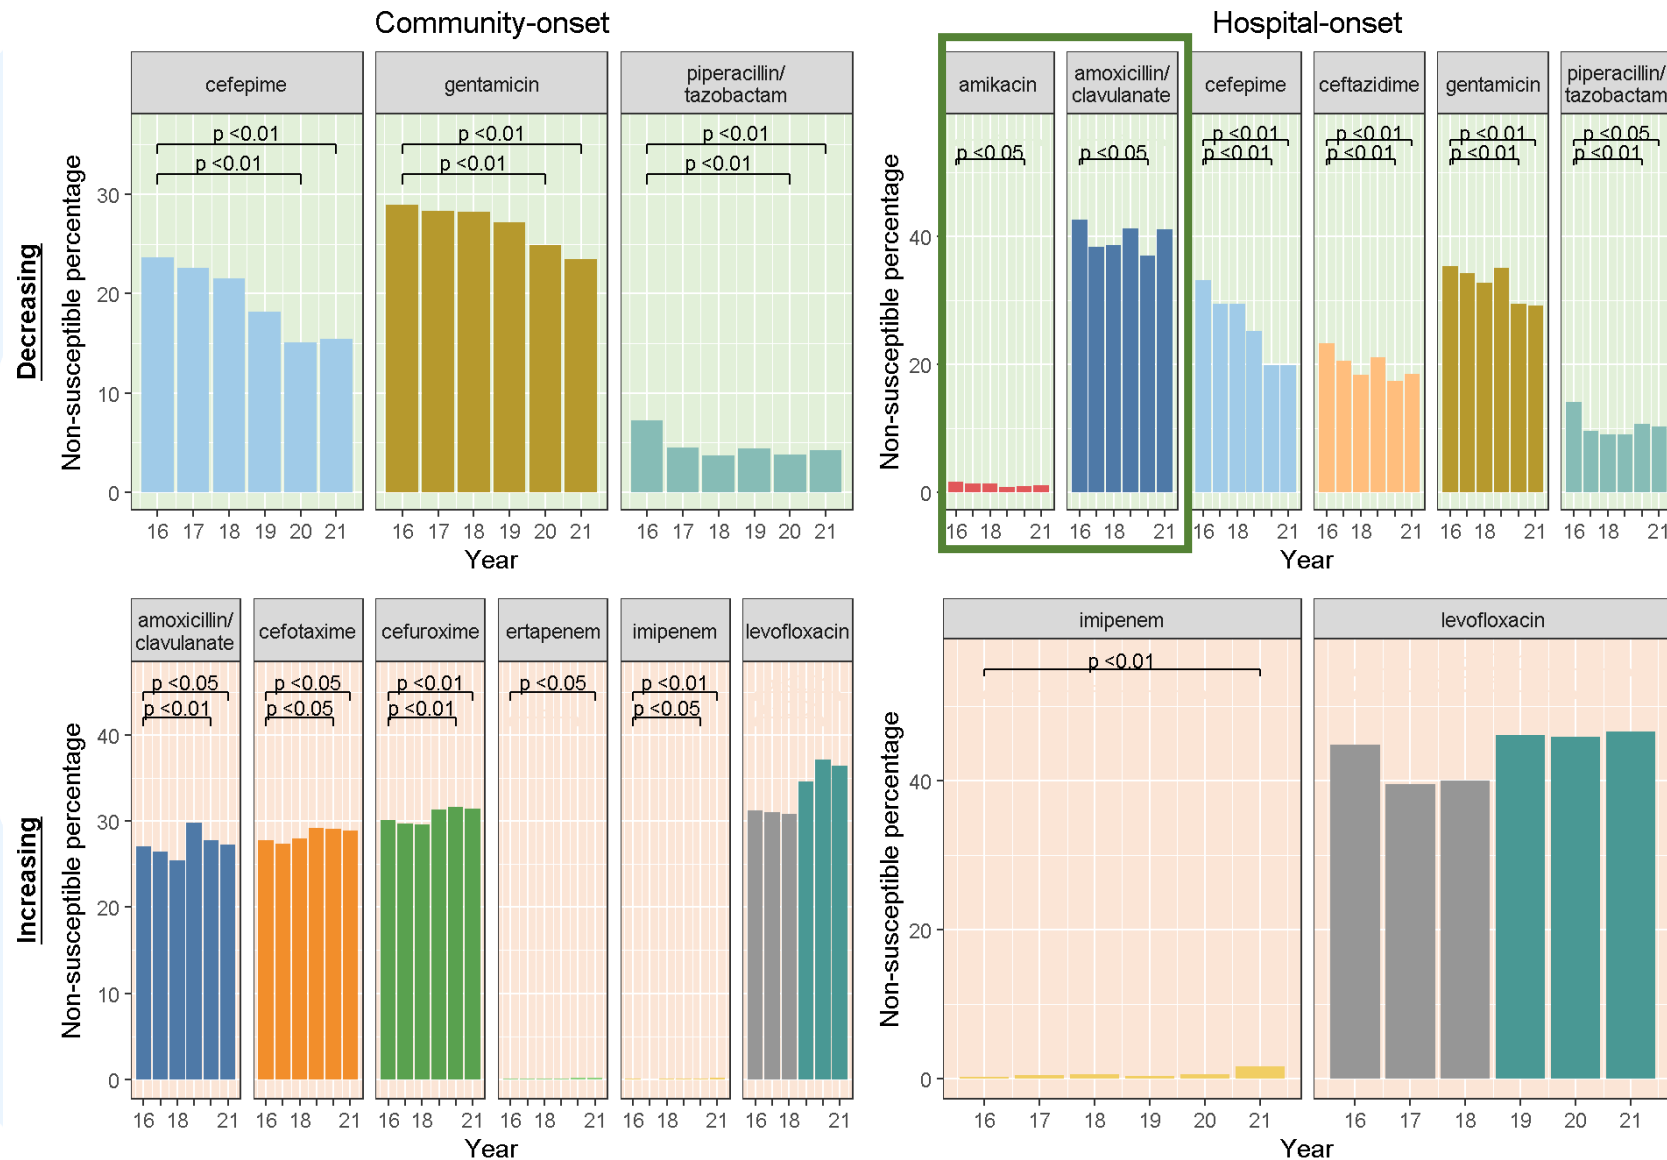 Community-onset
Hospital-onset
Decreasing
Non-susceptible percentage
cefepime
gentamicin
piperacillin/
tazobactam
p <0.01
p <0.01
p <0.01
p <0.01
p <0.01
p <0.01
30
20
10
0
16 17 18 19 20 21
16 17 18 19 20 21
16 17 18 19 20 21
Year
Non-susceptible percentage
amikacin
amoxicillin/
clavulanate
cefepime
ceftazidime
gentamicin
piperacillin/
tazobactam
p <0.05
p <0.05
p <0.01
p <0.01
p <0.01
p <0.01
p <0.01
p <0.01
p <0.05
p <0.01
40
20
0
16 18 21
16 18 21
16 18 21
16 18 21
16 18 21
16 18 21
Year
Increasing
Non-susceptible percentage
amoxicillin/
clavulanate
cefotaxime
cefuroxime
ertapenem
imipenem
levofloxacin
p <0.05
p <0.01
p <0.05
p <0.05
p <0.01
p <0.01
p <0.05
p <0.01
p <0.05
40
30
20
10
0
16 18 21
16 18 21
16 18 21
16 18 21
16 18 21
16 18 21
Year
Non-susceptible percentage
imipenem
levofloxacin
p <0.01
40
20
0
16 17 18 19 20 21
16 17 18 19 20 21
Year